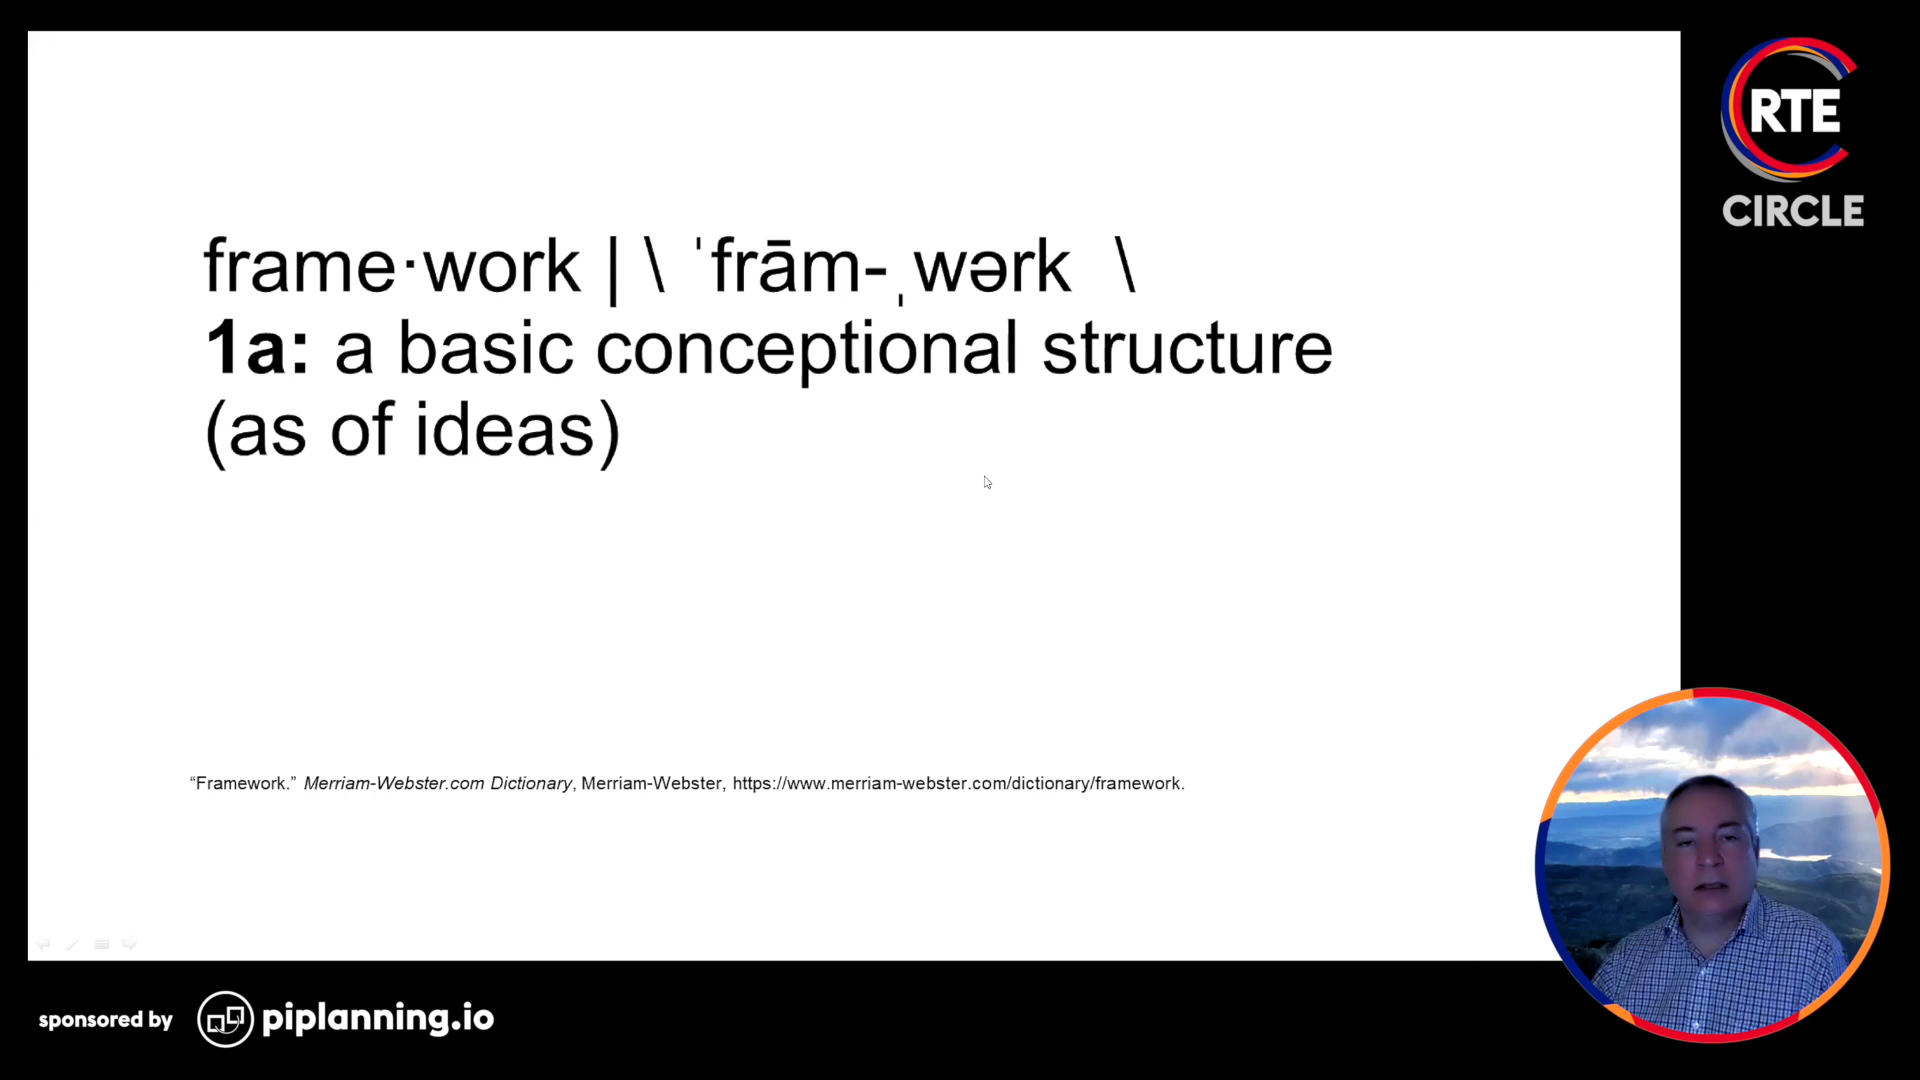 RTE
CIRCLE
frame·work | \ ˈfrām-ˌwərk \
1a: a basic conceptional structure
(as of ideas)
“Framework.” Merriam-Webster.com Dictionary, Merriam-Webster, https://www.merriam-webster.com/dictionary/framework.
sponsored by piplanning.io